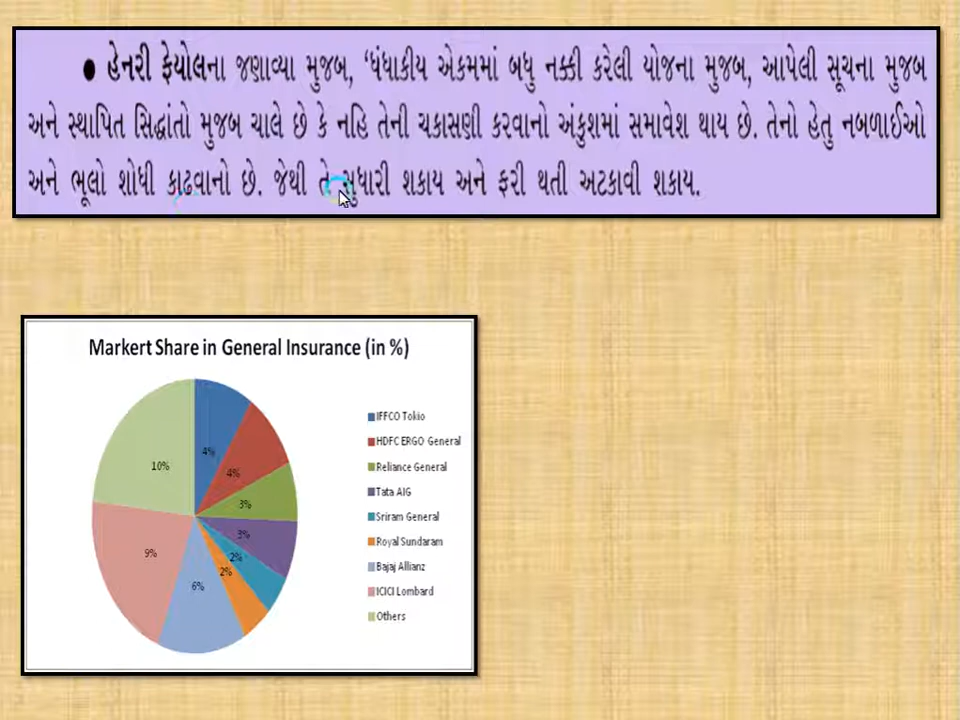 ● હેનરી ફેયોલના જણાવ્યા મુજબ, ‘ધંધાકીય એકમમાં બધુ નક્કી કરેલી યોજના મુજબ, આપેલી સૂચના મુજબ
અને સ્થાપિત સિદ્ધાંતો મુજબ ચાલે છે કે નહિ તેની ચકાસણી કરવાનો અંકુશમાં સમાવેશ થાય છે. તેનો હેતુ નબળાઈઓ
અને ભૂલો શોધી કાઢવાનો છે. જેથી તે સુધારી શકાય અને ફરી થતી અટકાવી શકાય.
Markert Share in General Insurance (in %)
4%
4%
3%
3%
2%
2%
6%
9%
10%
IFFCO Tokio
HDFC ERGO General
Reliance General
Tata AIG
Sriram General
Royal Sundaram
Bajaj Allianz
ICICI Lombard
Others